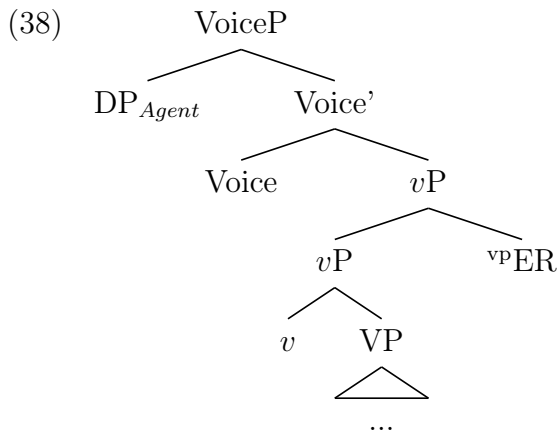 (38) VoiceP
DP_Agent Voice'
Voice vP
vP ᵛᵖER
v VP
...